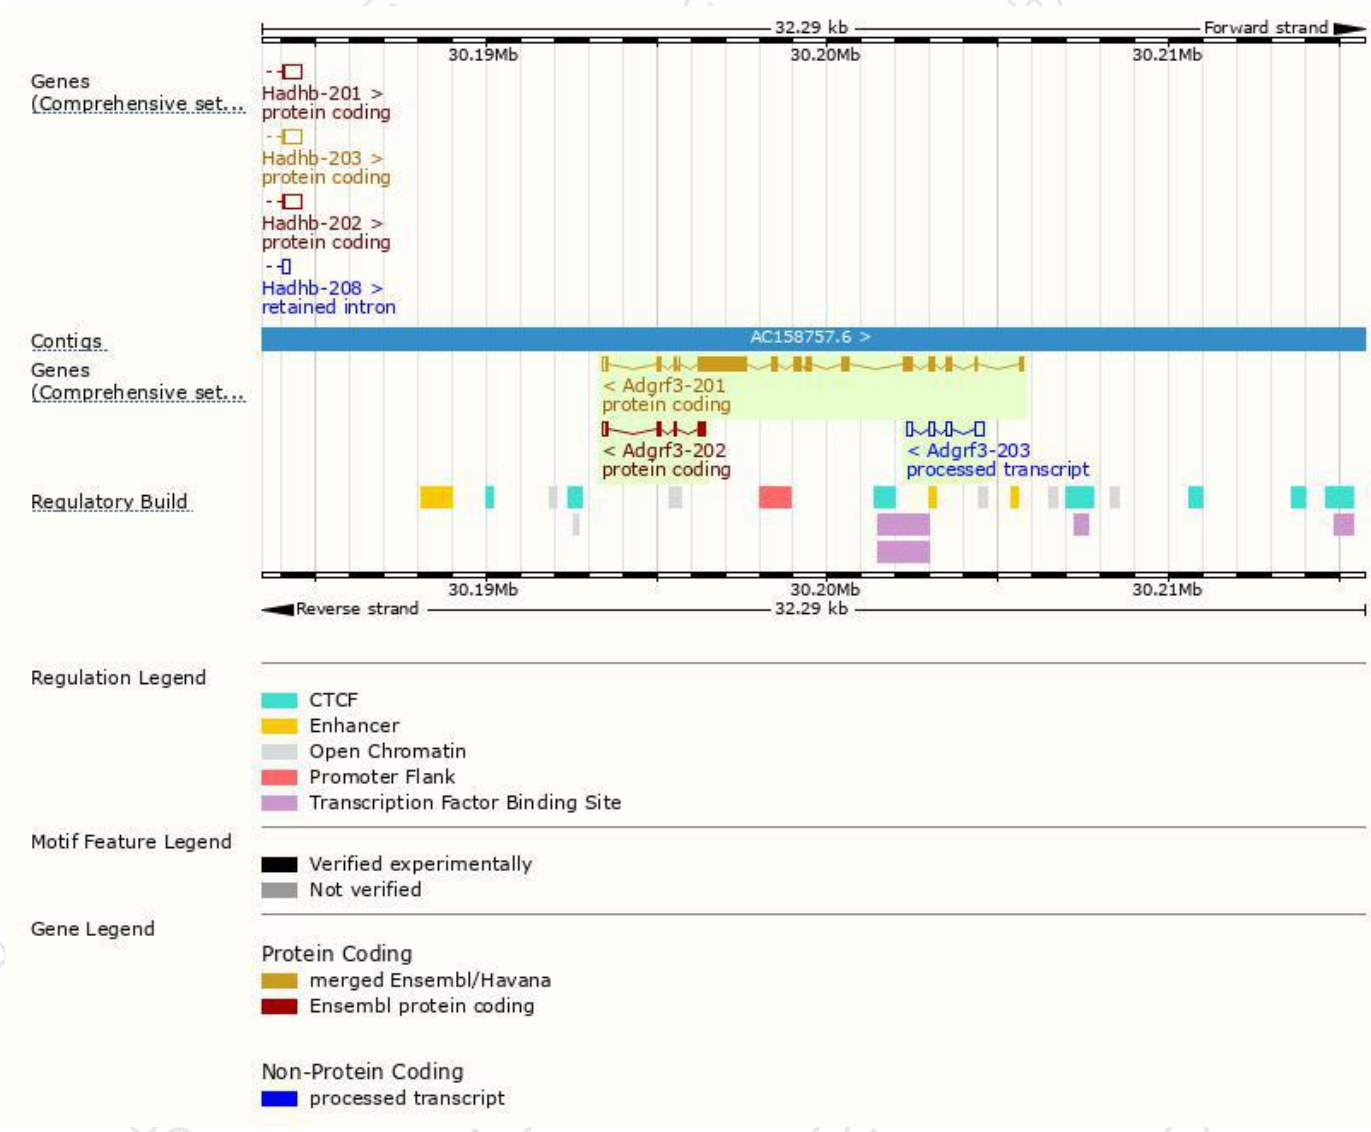 32.29 kb
Forward strand
30.19Mb 30.20Mb 30.21Mb
Genes
(Comprehensive set...
Hadhb-201 >
protein coding
Hadhb-203 >
protein coding
Hadhb-202 >
protein coding
Hadhb-208 >
retained intron
Contigs
AC158757.6 >
Genes
(Comprehensive set...
< Adgrf3-201
protein coding
< Adgrf3-202
protein coding
< Adgrf3-203
processed transcript
Regulatory Build
30.19Mb 30.20Mb 30.21Mb
Reverse strand
32.29 kb
Regulation Legend
CTCF
Enhancer
Open Chromatin
Promoter Flank
Transcription Factor Binding Site
Motif Feature Legend
Verified experimentally
Not verified
Gene Legend
Protein Coding
merged Ensembl/Havana
Ensembl protein coding
Non-Protein Coding
processed transcript